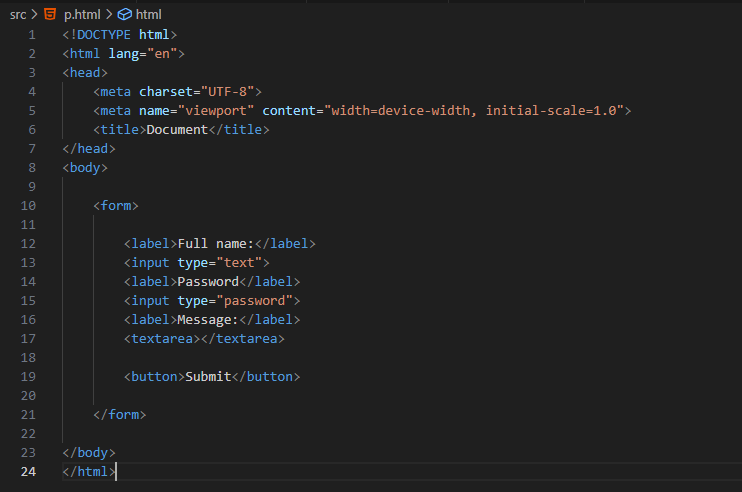 src > p.html > html
1 <!DOCTYPE html>
2 <html lang="en">
3 <head>
4     <meta charset="UTF-8">
5     <meta name="viewport" content="width=device-width, initial-scale=1.0">
6     <title>Document</title>
7 </head>
8 <body>
9
10     <form>
11
12         <label>Full name:</label>
13         <input type="text">
14         <label>Password</label>
15         <input type="password">
16         <label>Message:</label>
17         <textarea></textarea>
18
19         <button>Submit</button>
20
21     </form>
22
23 </body>
24 </html>